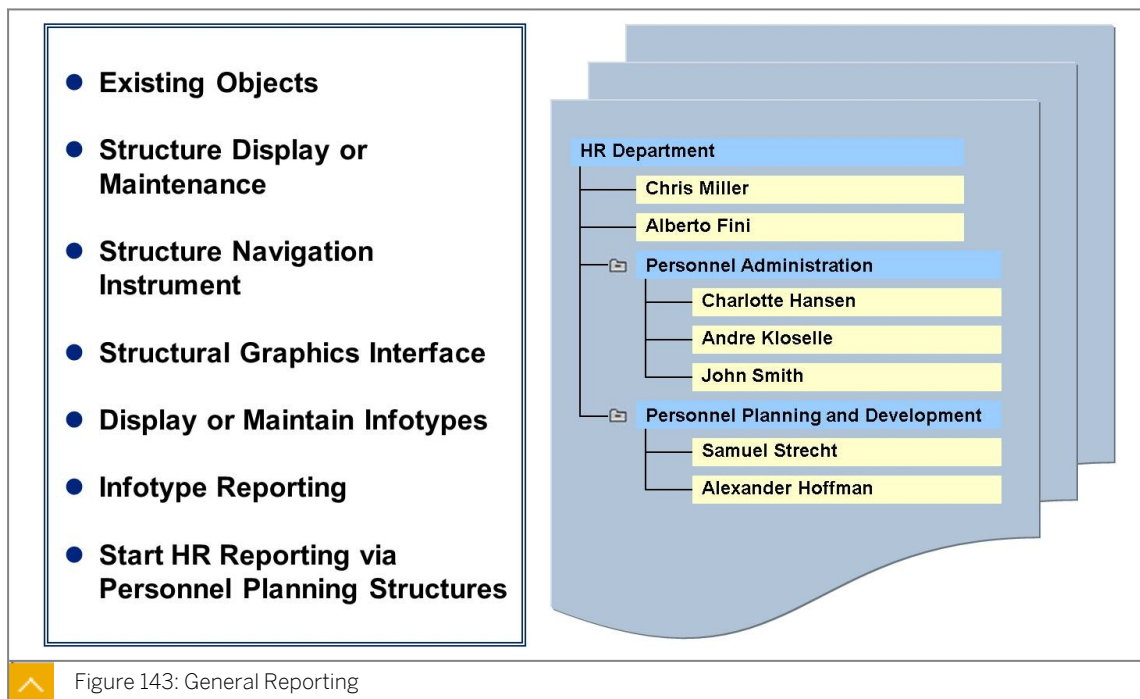 Existing Objects
Structure Display or
Maintenance
Structure Navigation
Instrument
Structural Graphics Interface
Display or Maintain Infotypes
Infotype Reporting
Start HR Reporting via
Personnel Planning Structures
HR Department
Chris Miller
Alberto Fini
Personnel Administration
Charlotte Hansen
Andre Kloselle
John Smith
Personnel Planning and Development
Samuel Strecht
Alexander Hoffman
Figure 143: General Reporting